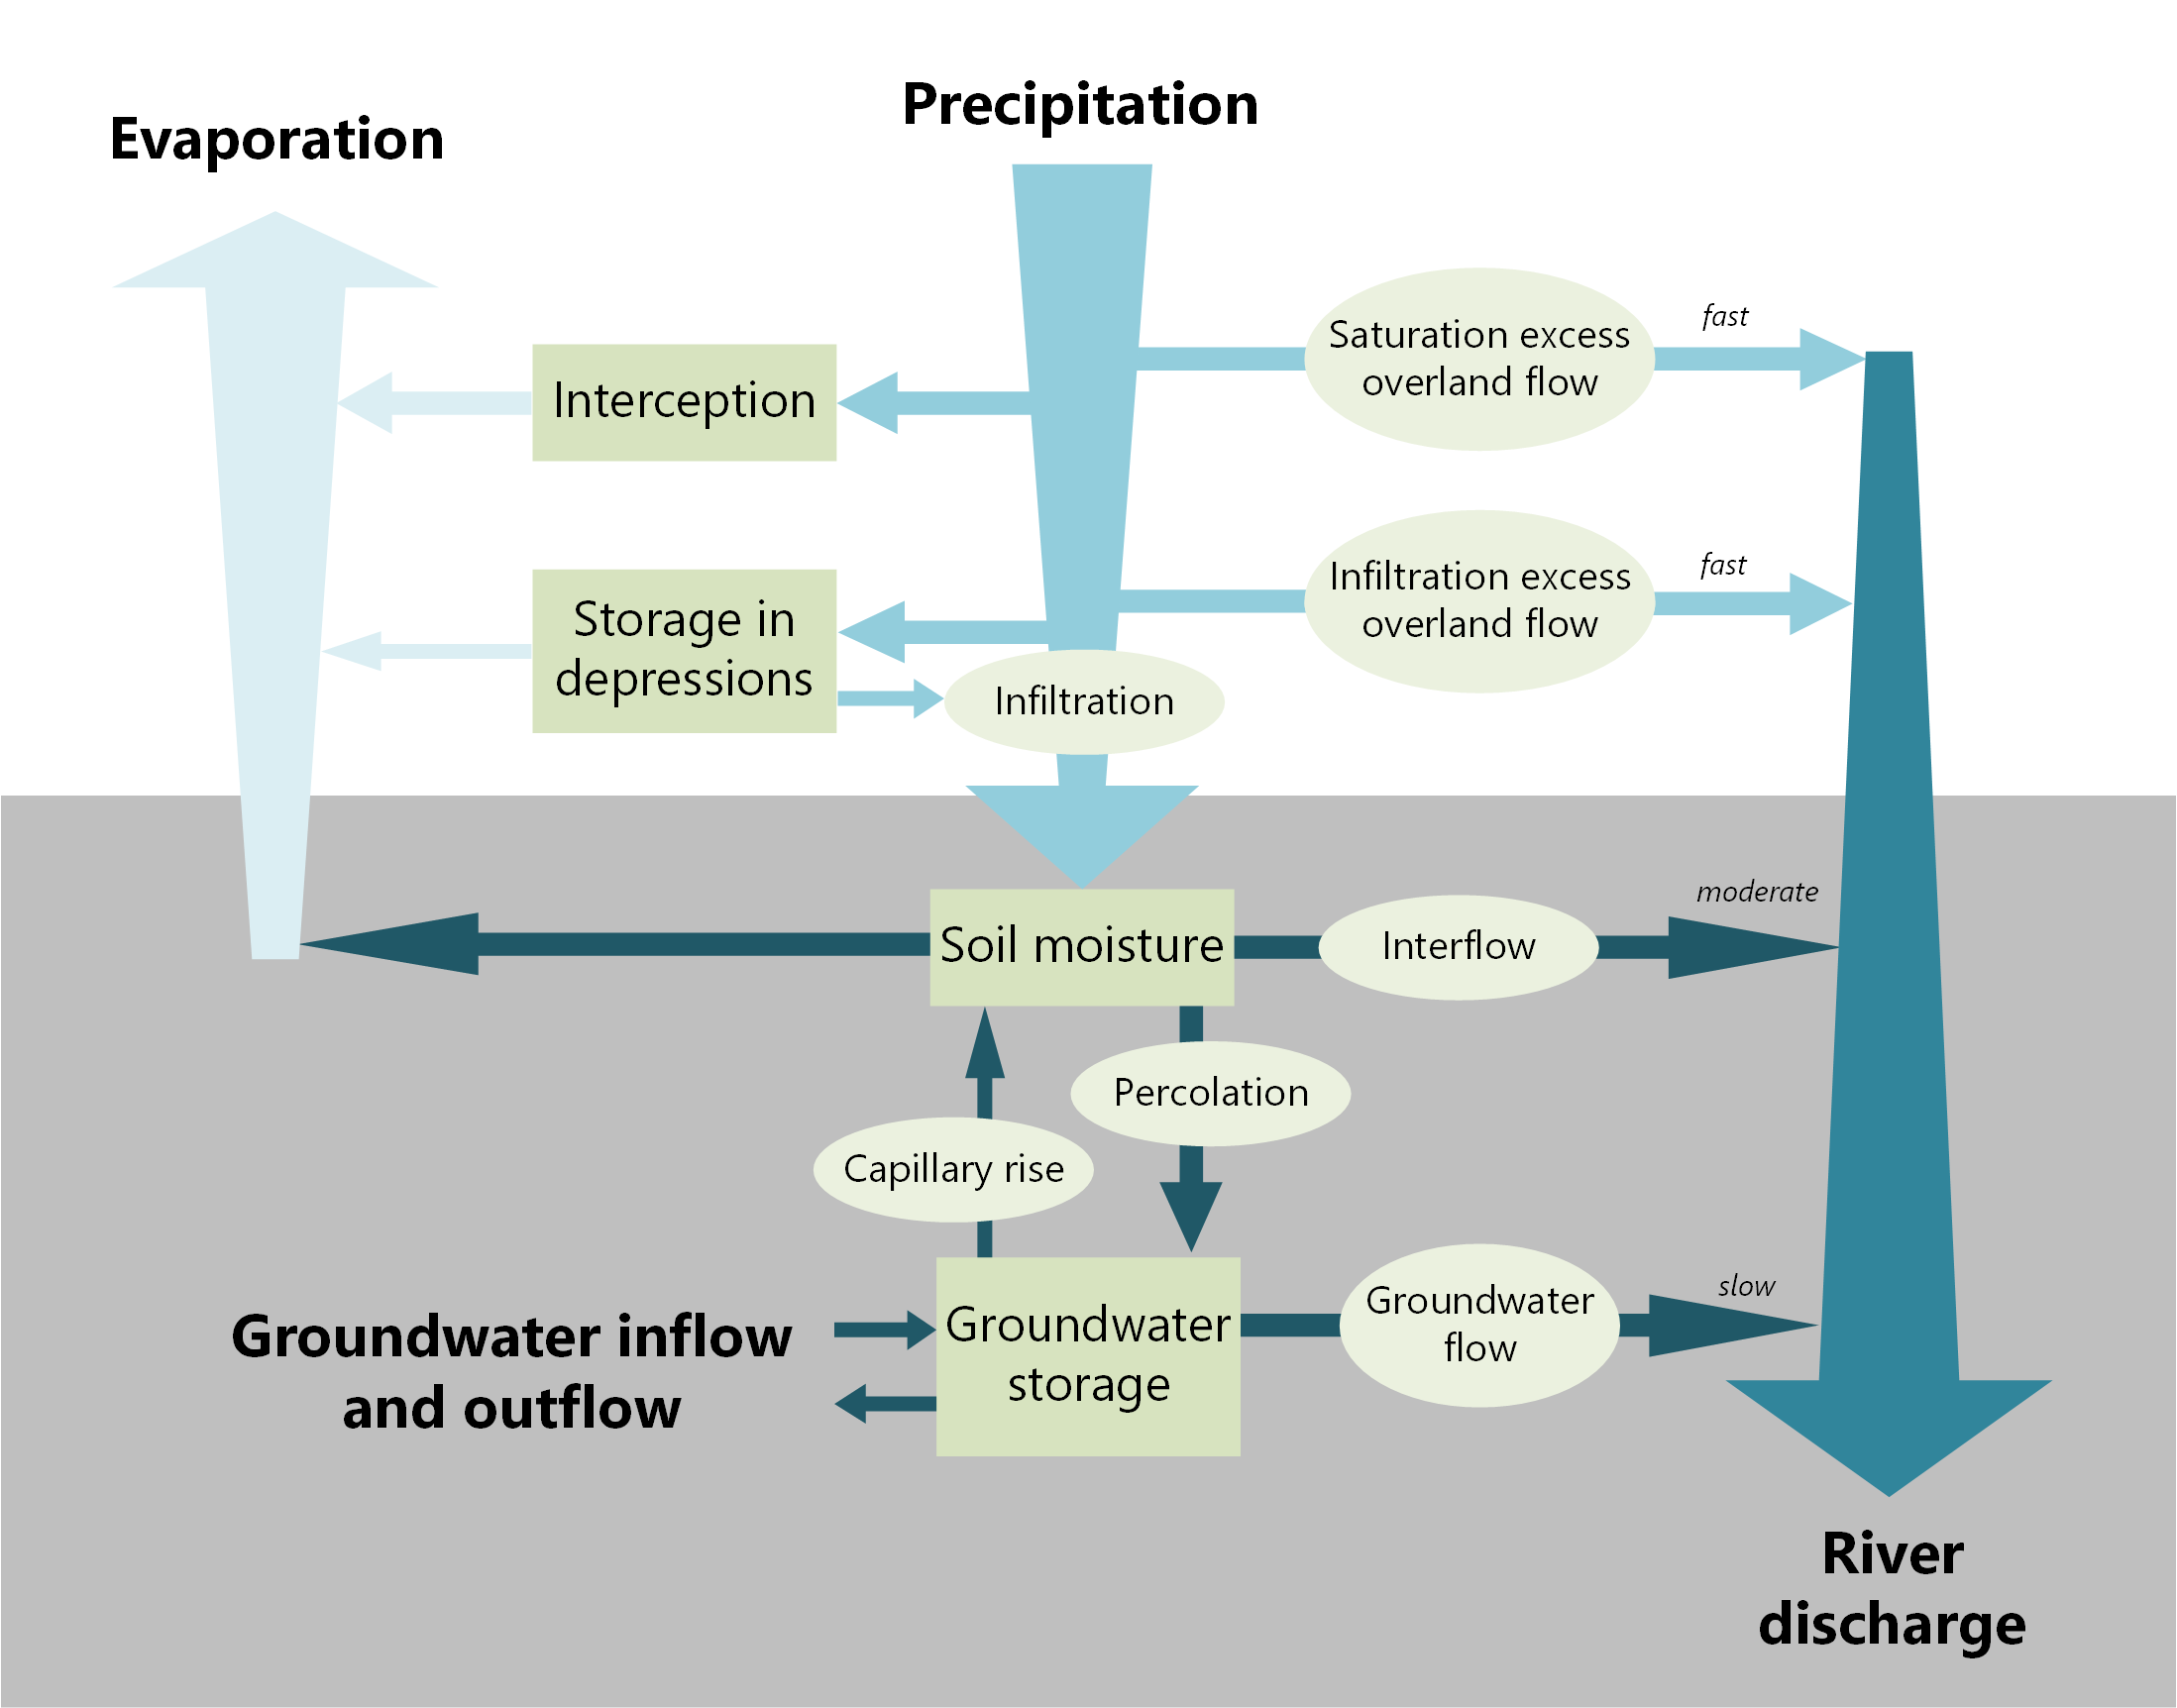 Precipitation
Evaporation
Saturation excess
overland flow
fast
Interception
Infiltration excess
overland flow
fast
Storage in
depressions
Infiltration
Soil moisture
Interflow
moderate
Percolation
Capillary rise
Groundwater inflow
and outflow
Groundwater
storage
Groundwater
flow
slow
River
discharge